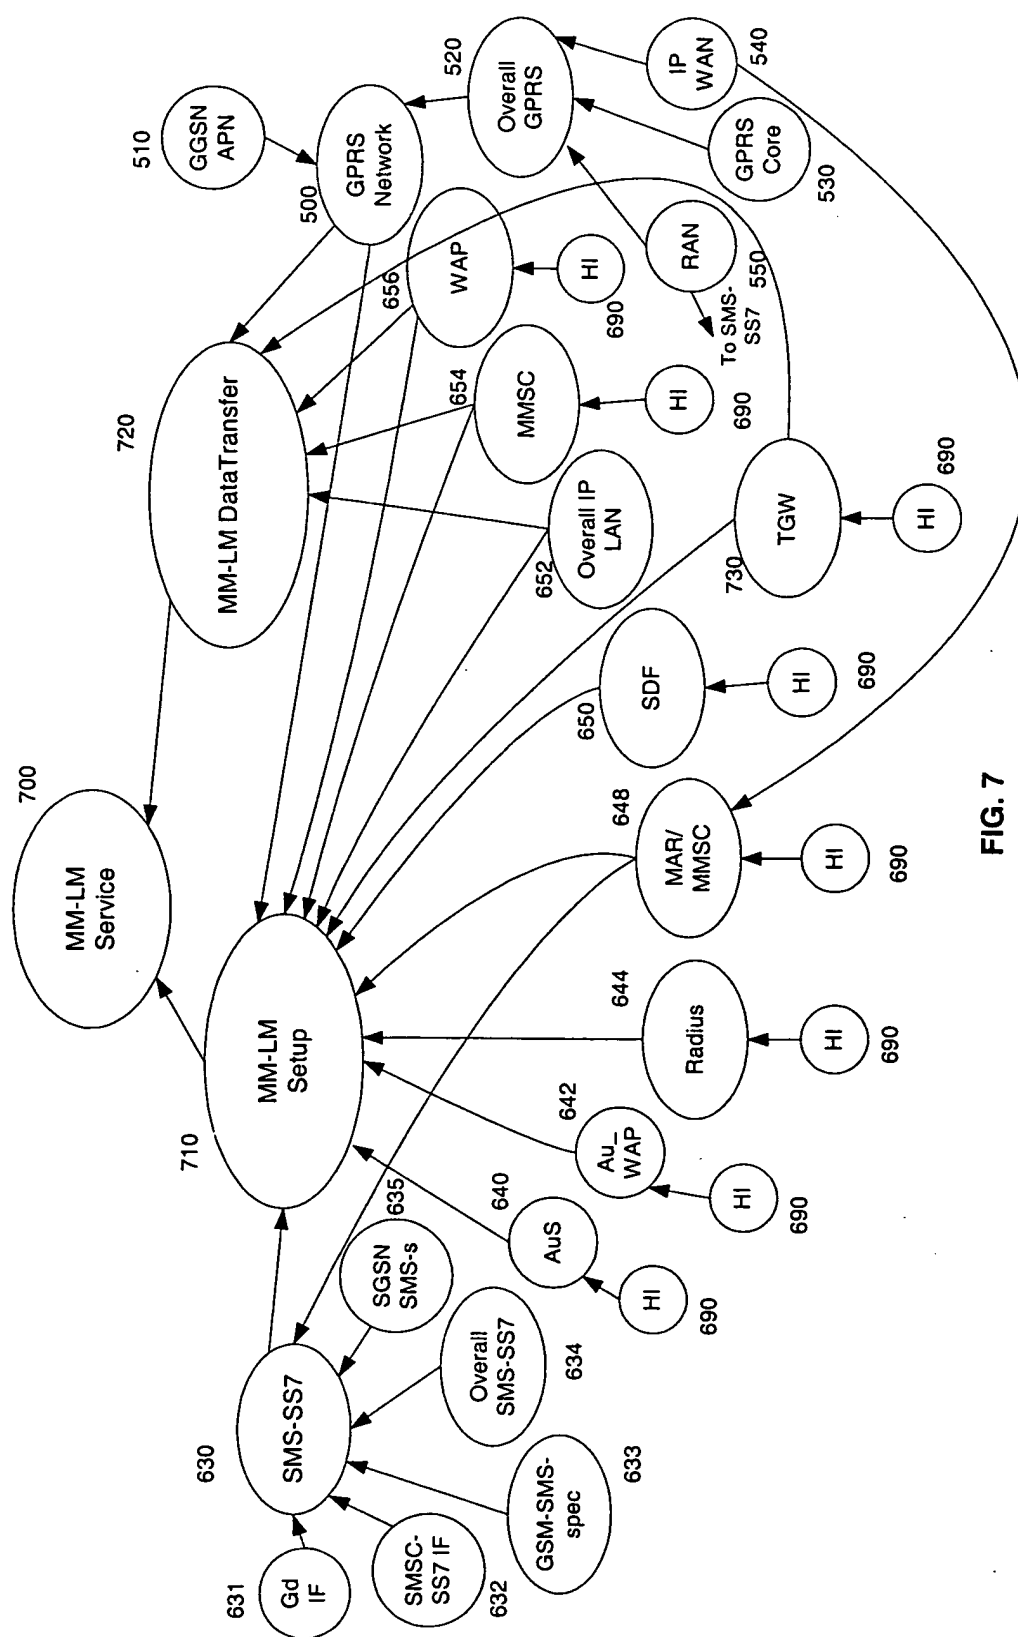 700
MM-LM
Service
720
MM-LM DataTransfer
710
MM-LM
Setup
510
GGSN
APN
500
GPRS
Network
520
Overall
GPRS
540
IP
WAN
530
GPRS
Core
550
RAN
To SMS-
SS7
656
WAP
HI
690
654
MMSC
HI
690
652
Overall IP
LAN
730
TGW
HI
690
650
SDF
HI
690
648
MAR/
MMSC
HI
690
644
Radius
HI
690
642
Au_
WAP
HI
690
640
AuS
HI
690
630
SMS-SS7
635
SGSN
SMS-s
634
Overall
SMS-SS7
633
GSM-SMS-
spec
632
SMSC-
SS7 IF
631
Gd
IF
FIG. 7